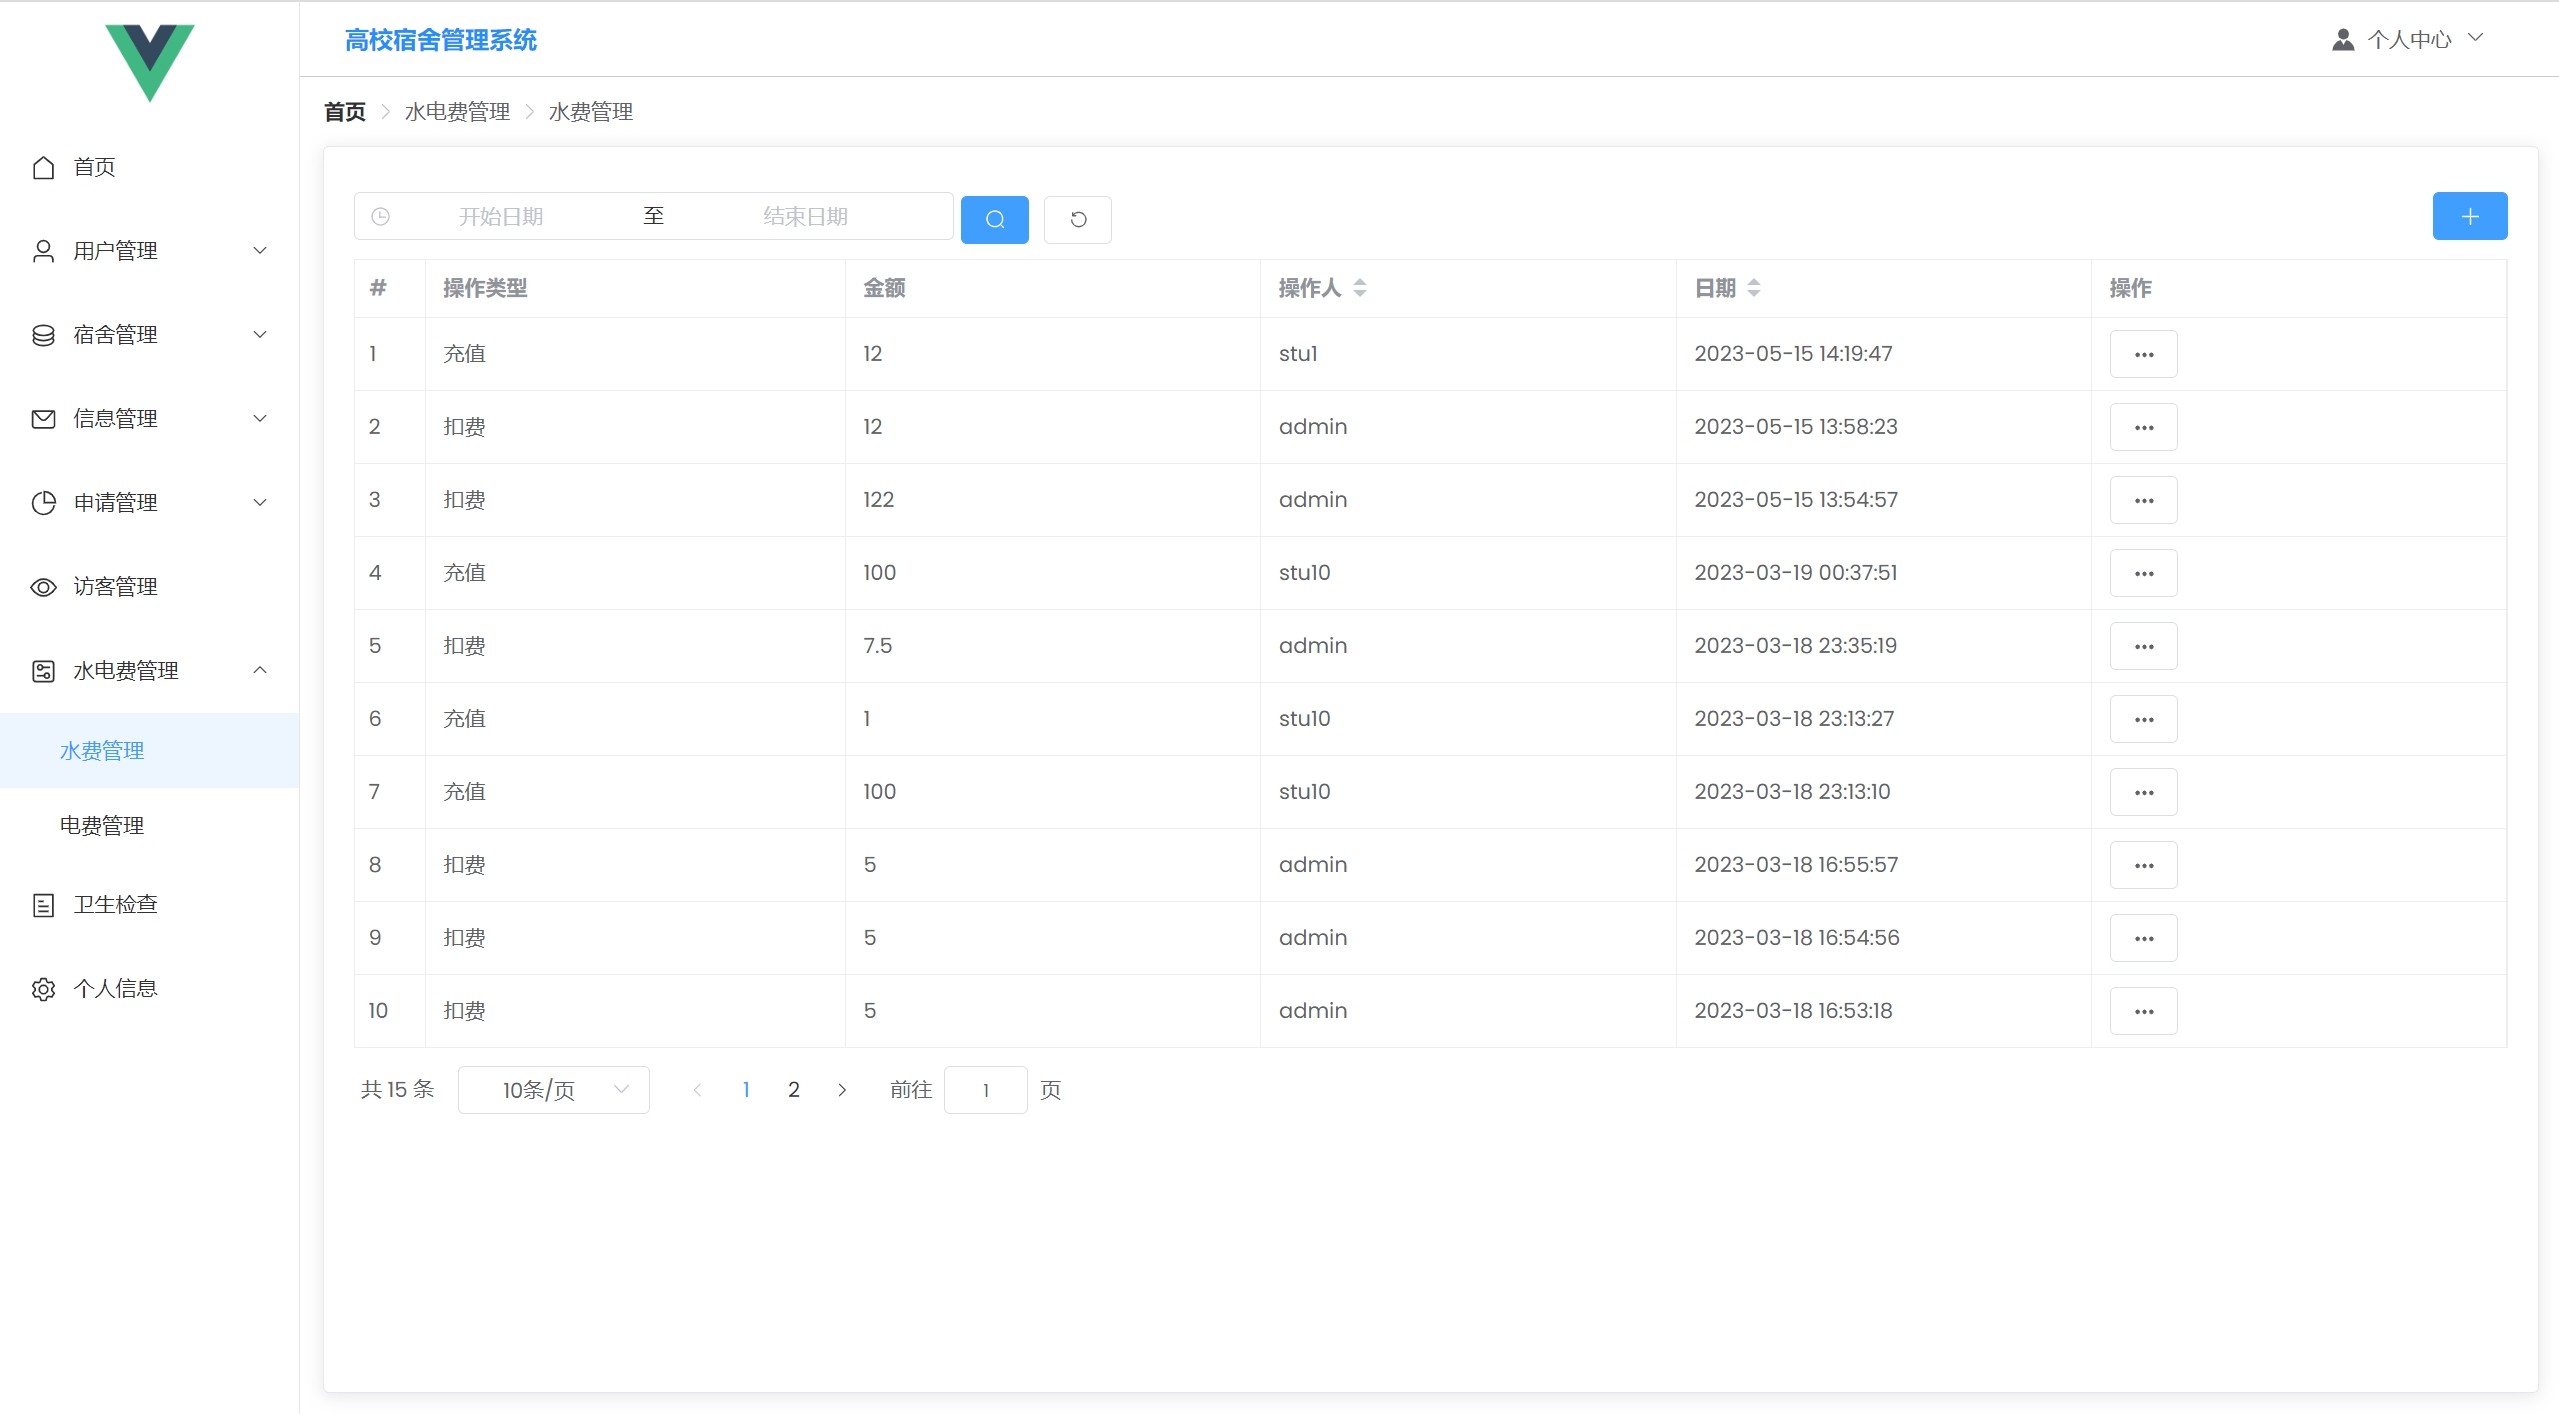 高校宿舍管理系统
个人中心
首页
用户管理
宿舍管理
信息管理
申请管理
访客管理
水电费管理
水费管理
电费管理
卫生检查
个人信息
首页 水电费管理 水费管理
开始日期 至 结束日期
# 操作类型 金额 操作人 日期 操作
1 充值 12 stu1 2023-05-15 14:19:47
2 扣费 12 admin 2023-05-15 13:58:23
3 扣费 122 admin 2023-05-15 13:54:57
4 充值 100 stu10 2023-03-19 00:37:51
5 扣费 7.5 admin 2023-03-18 23:35:19
6 充值 1 stu10 2023-03-18 23:13:27
7 充值 100 stu10 2023-03-18 23:13:10
8 扣费 5 admin 2023-03-18 16:55:57
9 扣费 5 admin 2023-03-18 16:54:56
10 扣费 5 admin 2023-03-18 16:53:18
共 15 条 10条/页 1 2 前往 1 页